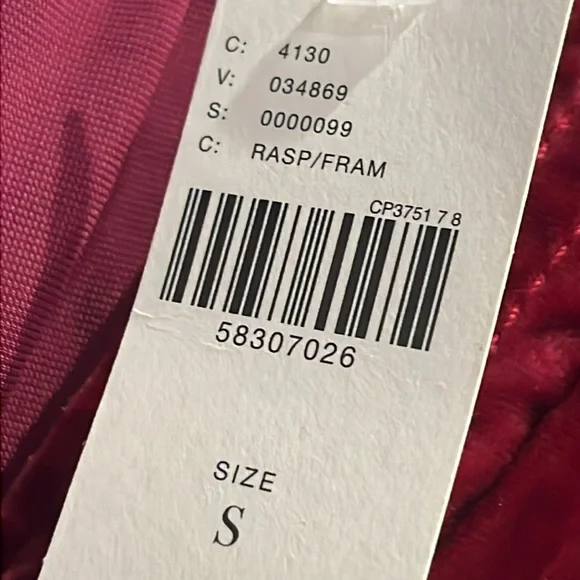 C: 4130
V: 034869
S: 0000099
C: RASP/FRAM
CP3751 7 8
58307026
SIZE
S